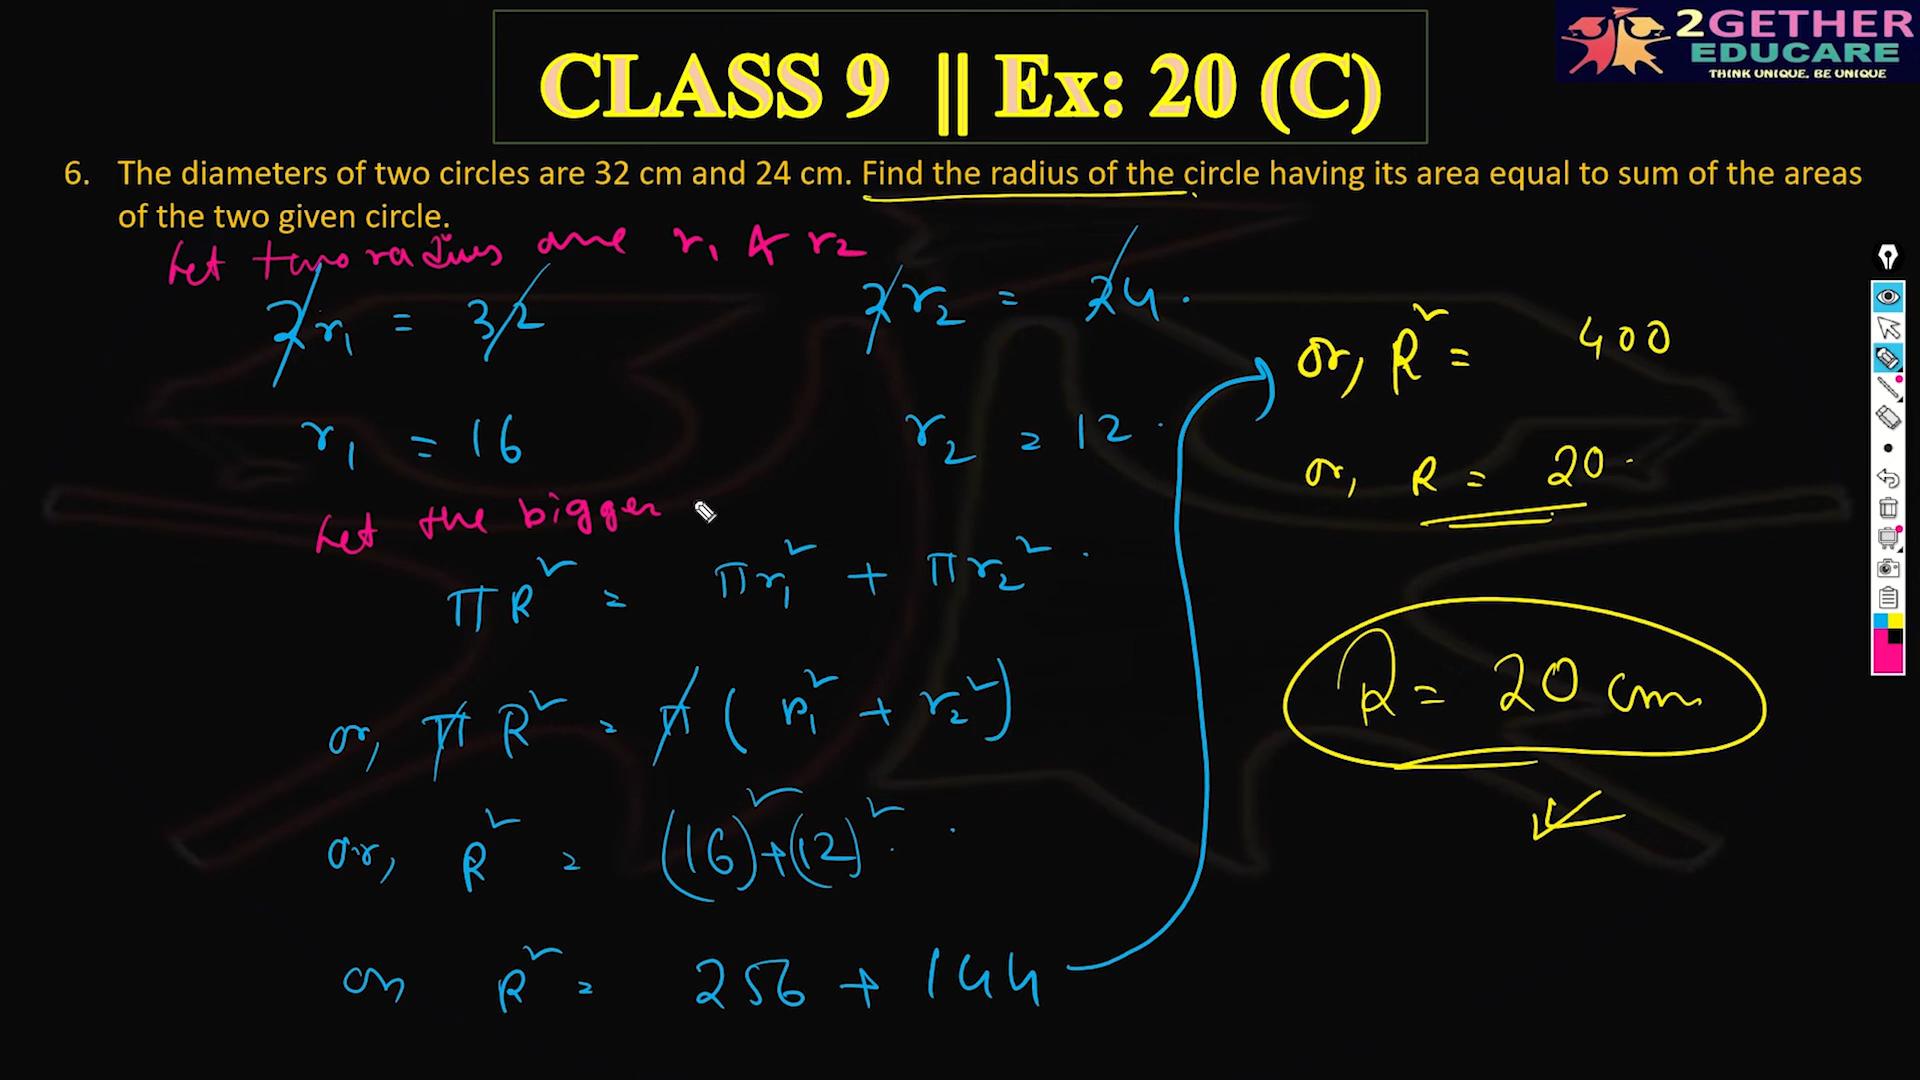 CLASS 9 || Ex: 20 (C)
2GETHER
EDUCARE
THINK UNIQUE. BE UNIQUE
6. The diameters of two circles are 32 cm and 24 cm. Find the radius of the circle having its area equal to sum of the areas
of the two given circle.
Let two radius are r₁ & r₂
2r₁ = 32
2r₂ = 24.
r₁ = 16
r₂ = 12.
Let the bigger
πR² = πr₁² + πr₂².
or, πR² = π(r₁² + r₂²)
or, R² = (16)²+(12)².
or R² = 256 + 144
or, R² = 400
or, R = 20.
R = 20 cm